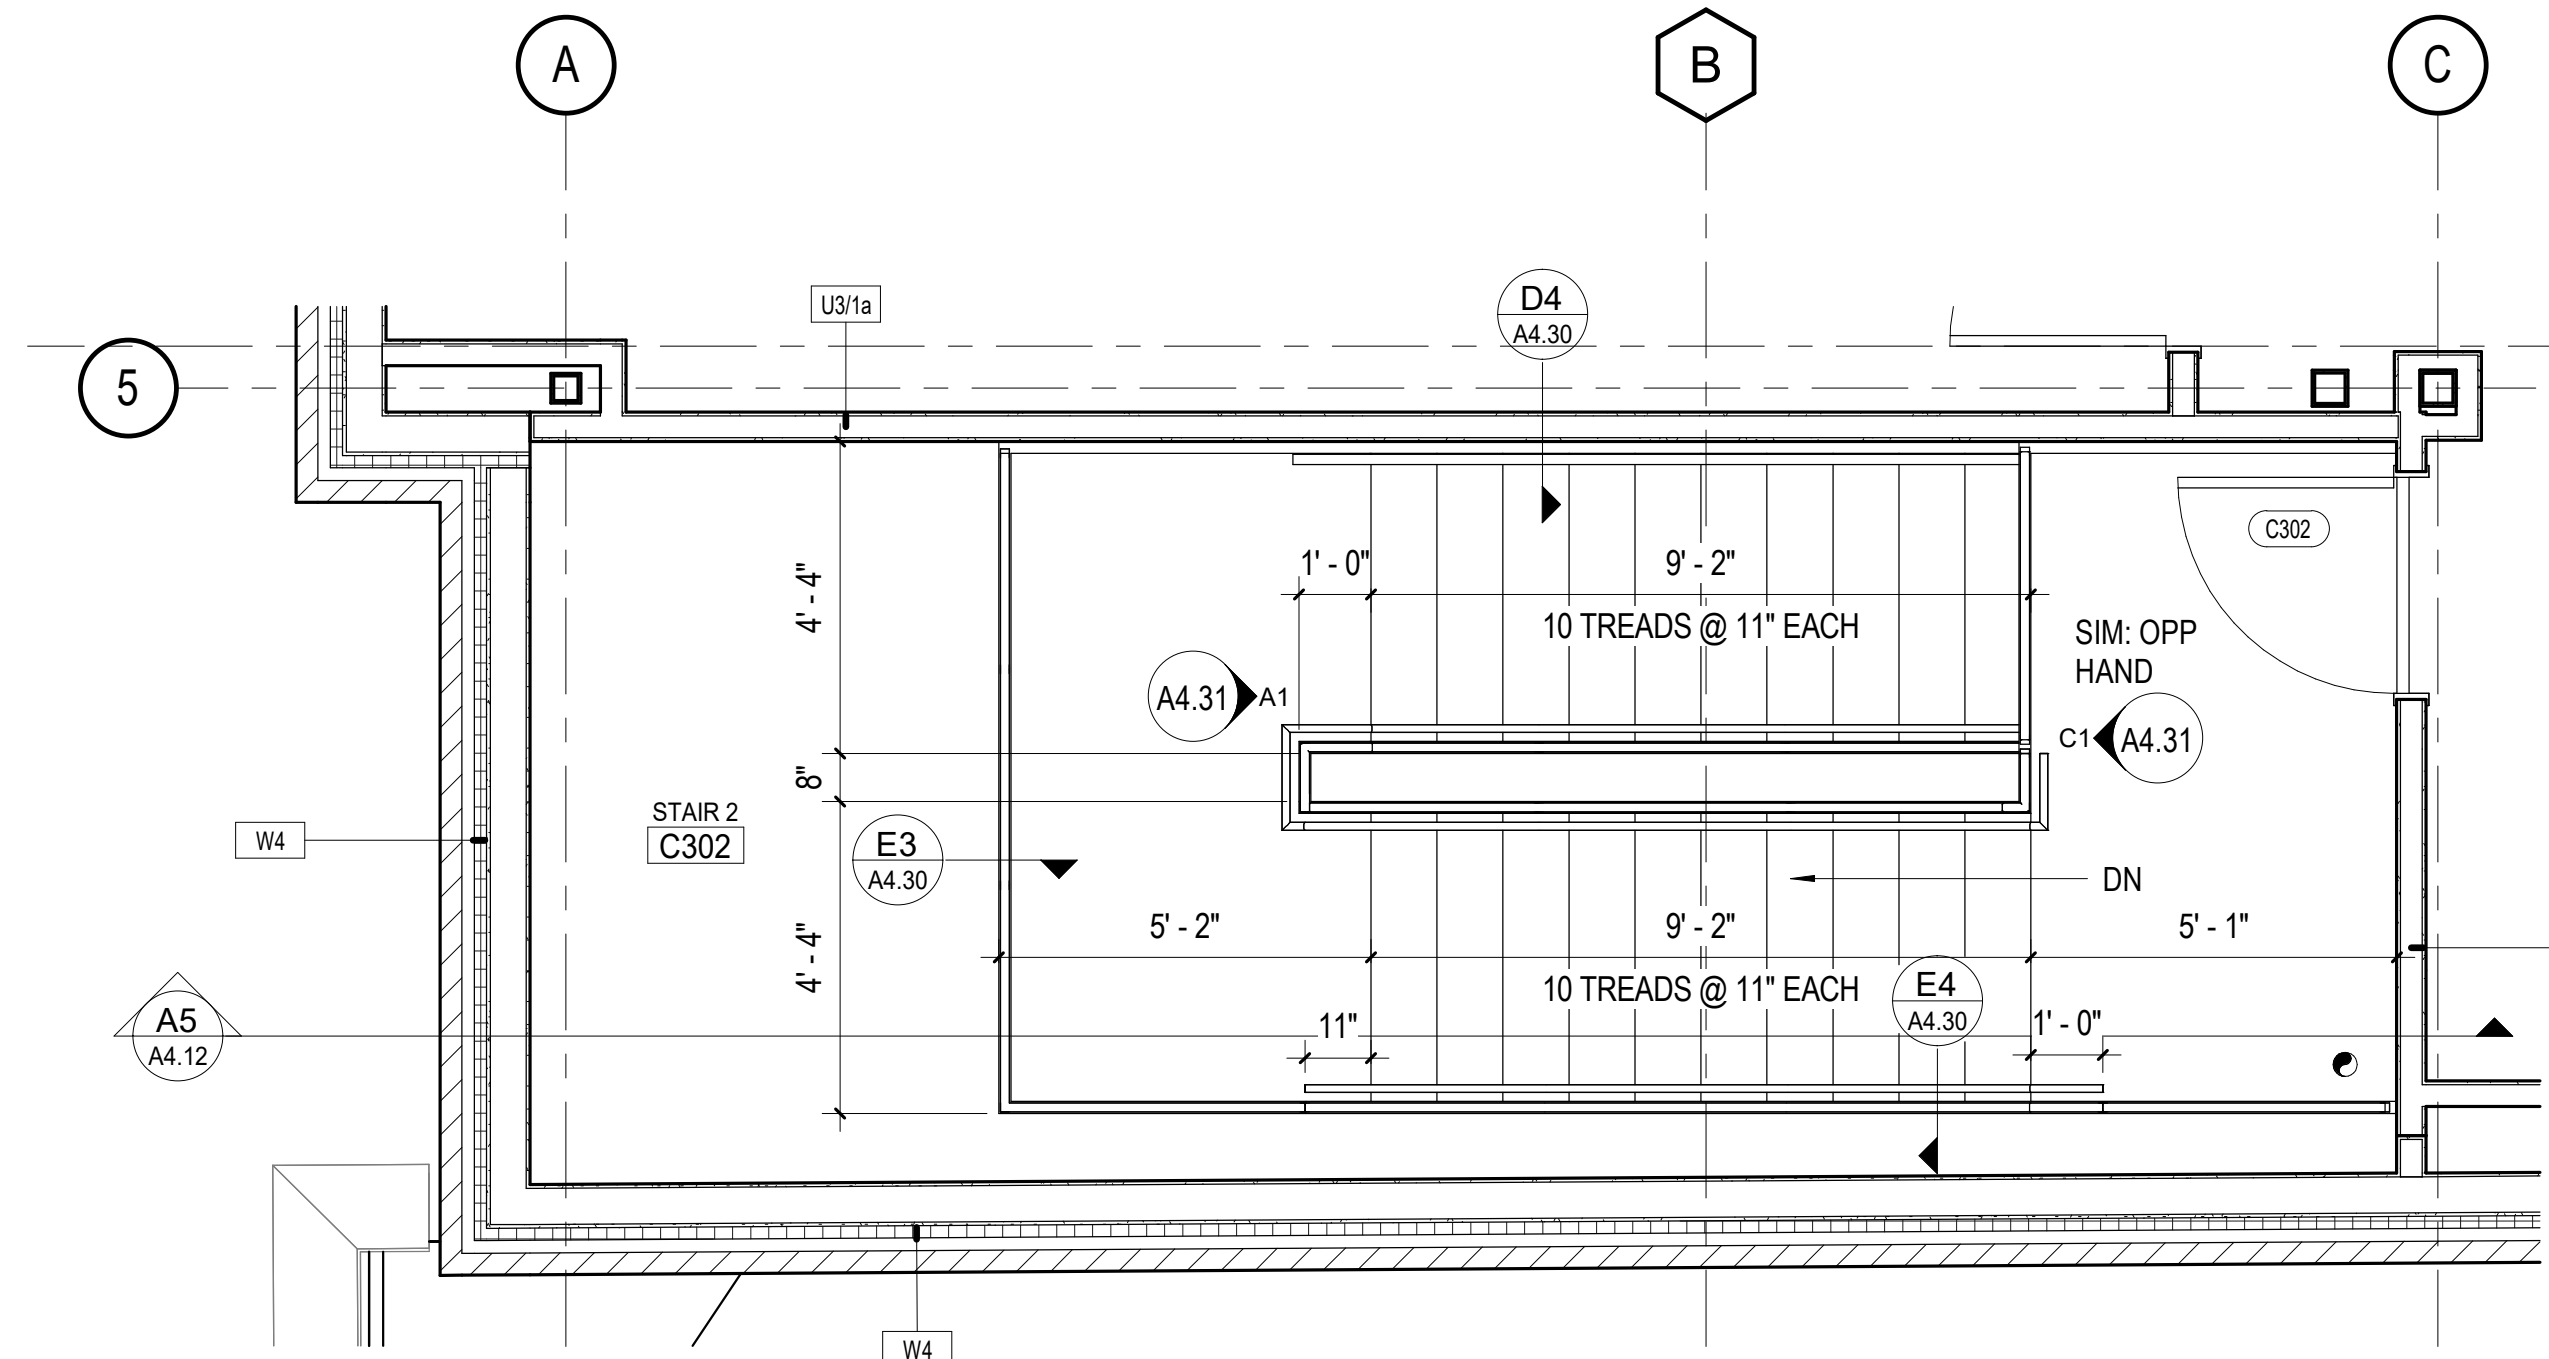 A
B
C
5
U3/1a
D4
A4.30
C302
1' - 0"
9' - 2"
4' - 4"
10 TREADS @ 11" EACH
SIM: OPP
HAND
A4.31
A1
C1
A4.31
8"
STAIR 2
C302
W4
E3
A4.30
DN
5' - 2"
9' - 2"
5' - 1"
4' - 4"
10 TREADS @ 11" EACH
E4
A4.30
A5
A4.12
11"
1' - 0"
W4